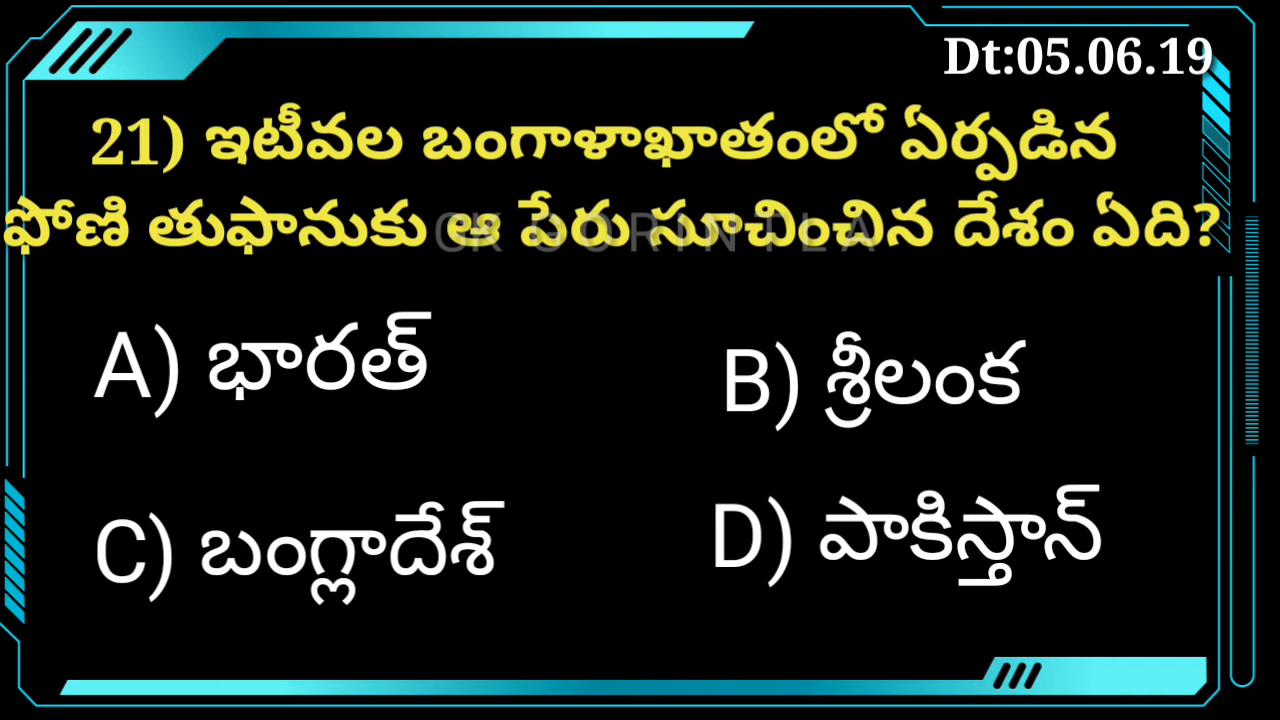 Dt:05.06.19
21) ఇటీవల బంగాళాఖాతంలో ఏర్పడిన
ఫోణి తుఫానుకు ఆ పేరు సూచించిన దేశం ఏది?
A) భారత్
B) శ్రీలంక
C) బంగ్లాదేశ్
D) పాకిస్తాన్